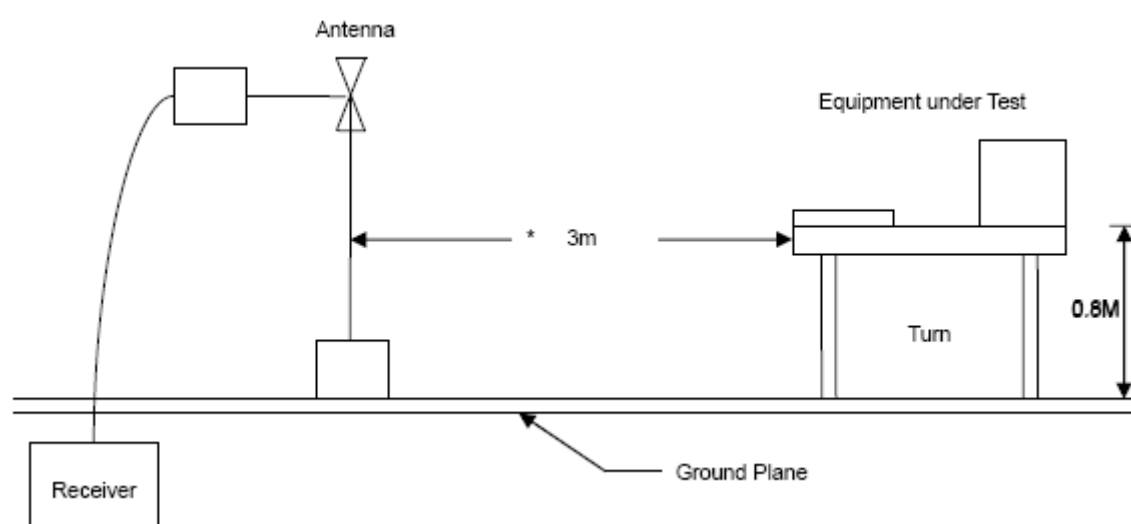 Antenna
Equipment under Test
* 3m
0.8M
Turn
Ground Plane
Receiver